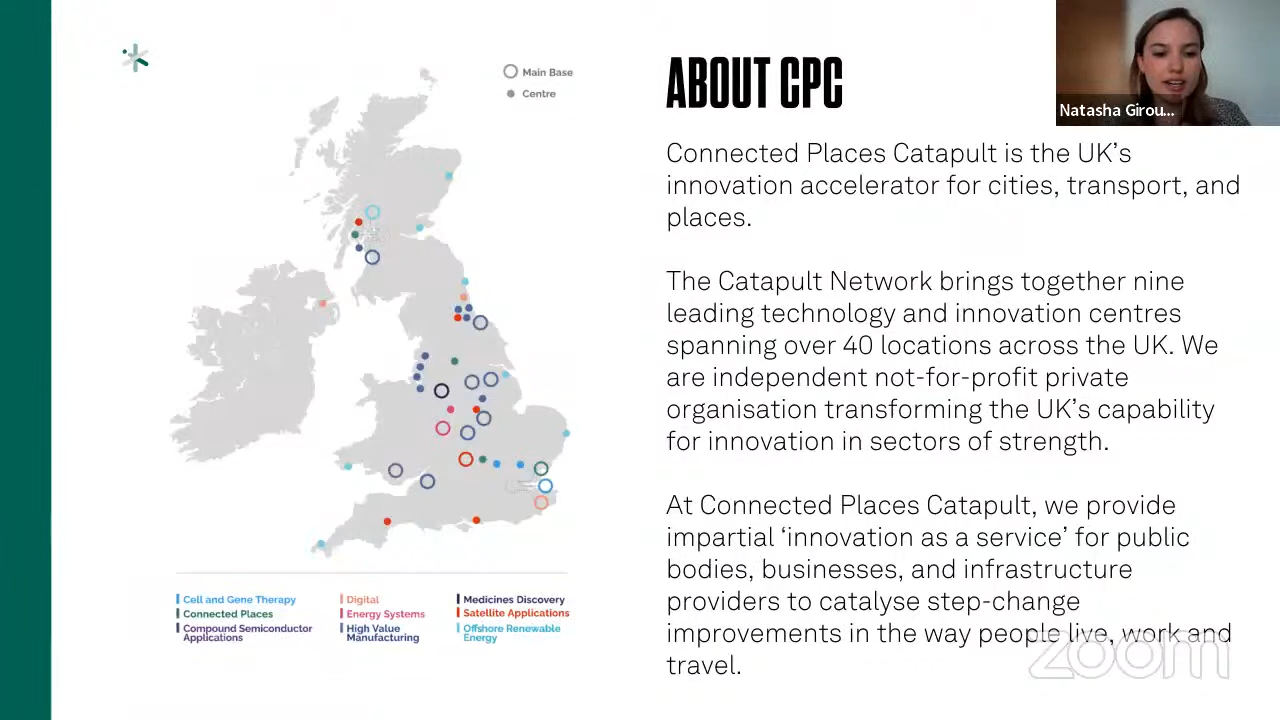 Main Base
Centre
ABOUT CPC
Natasha Girou...
Connected Places Catapult is the UK's
innovation accelerator for cities, transport, and
places.
The Catapult Network brings together nine
leading technology and innovation centres
spanning over 40 locations across the UK. We
are independent not-for-profit private
organisation transforming the UK's capability
for innovation in sectors of strength.
At Connected Places Catapult, we provide
impartial ‘innovation as a service’ for public
bodies, businesses, and infrastructure
providers to catalyse step-change
improvements in the way people live, work and
travel.
Cell and Gene Therapy
Connected Places
Compound Semiconductor
Applications
Digital
Energy Systems
High Value
Manufacturing
Medicines Discovery
Satellite Applications
Offshore Renewable
Energy
zoom